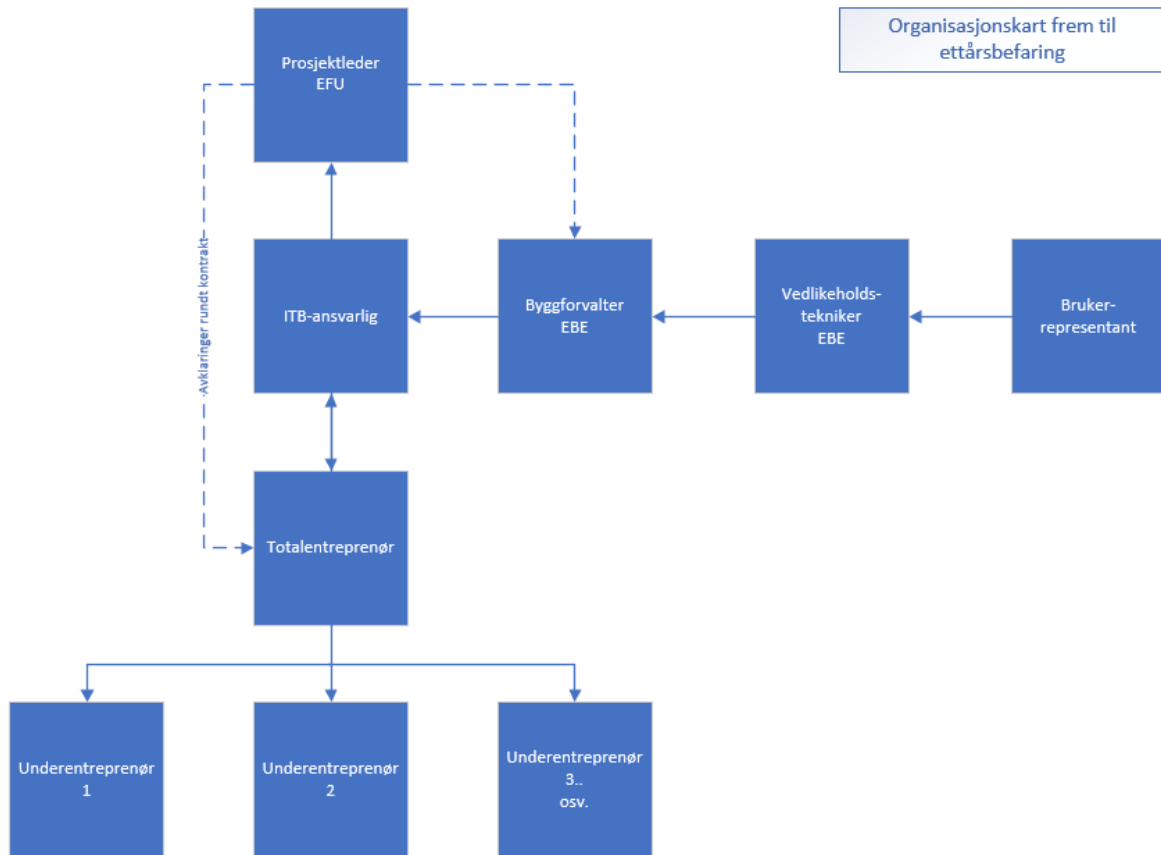 Organisasjonskart frem til
ettårsbefaring
Prosjektleder
EFU
Avklaringer rundt kontrakt
ITB-ansvarlig
Byggforvalter
EBE
Vedlikeholds-
tekniker
EBE
Bruker-
representant
Totalentreprenør
Underentreprenør
1
Underentreprenør
2
Underentreprenør
3..
osv.